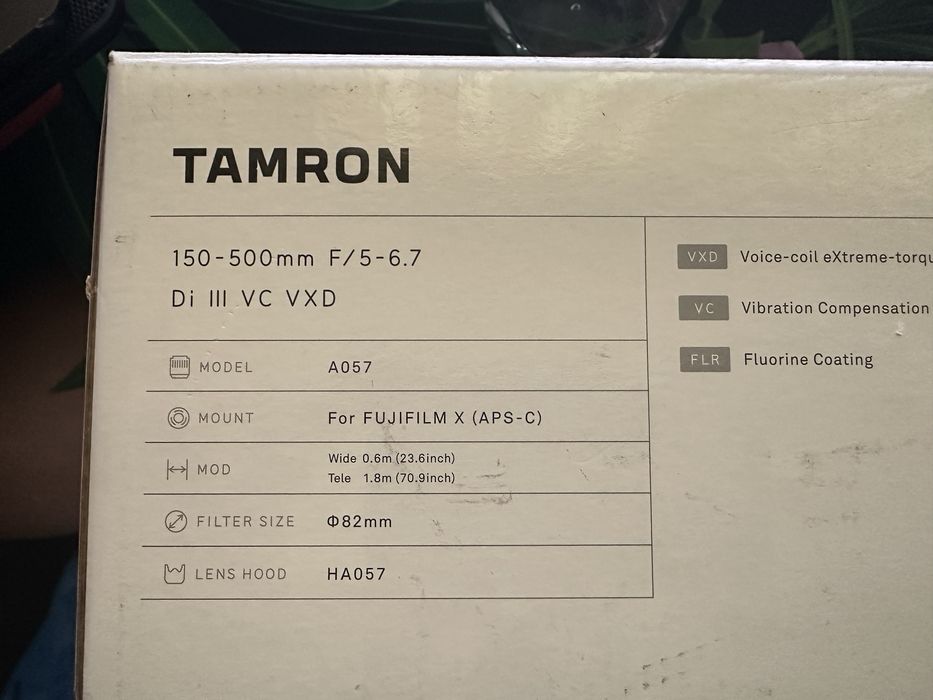 TAMRON
150-500mm F/5-6.7
Di III VC VXD
MODEL A057
MOUNT For FUJIFILM X (APS-C)
MOD Wide 0.6m (23.6inch)
Tele 1.8m (70.9inch)
FILTER SIZE Φ82mm
LENS HOOD HA057
VXD Voice-coil
VC Vibration Compensation
FLR Fluorine Coating